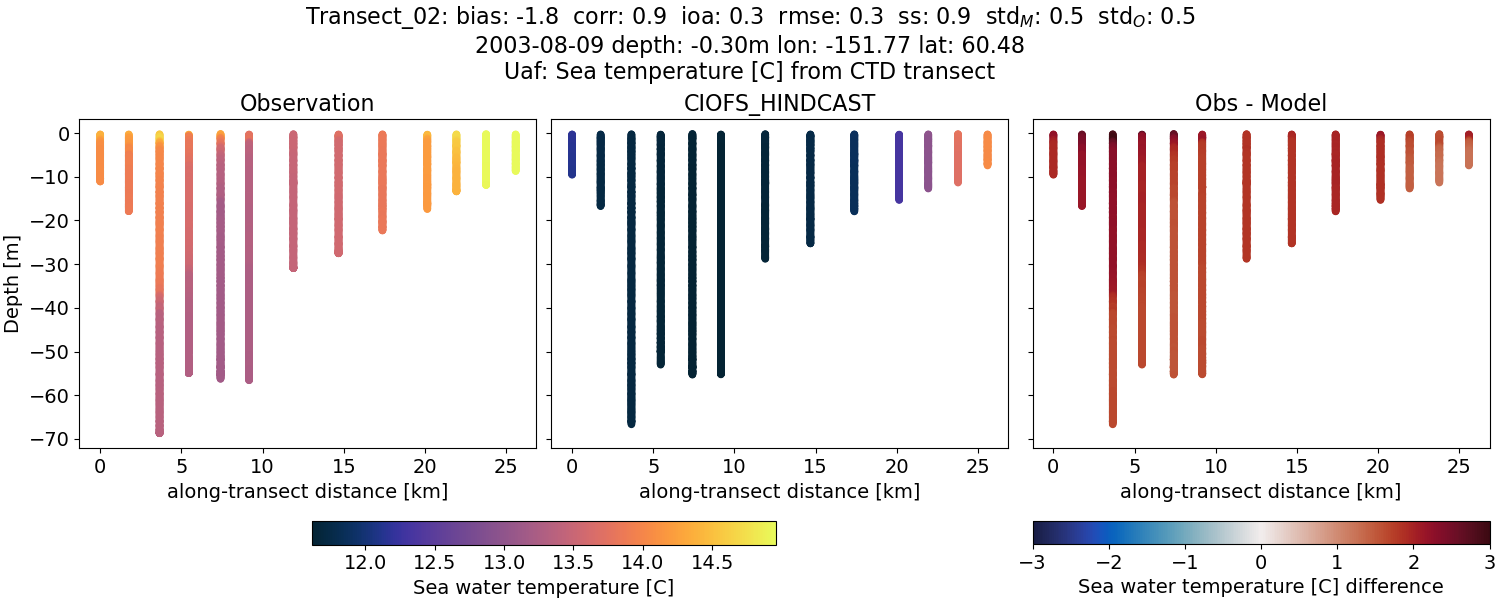 Transect_02: bias: -1.8  corr: 0.9  ioa: 0.3  rmse: 0.3  ss: 0.9  std_M: 0.5  std_O: 0.5
2003-08-09 depth: -0.30m lon: -151.77 lat: 60.48
Uaf: Sea temperature [C] from CTD transect
Observation
CIOFS_HINDCAST
Obs - Model
Depth [m]
0
−10
−20
−30
−40
−50
−60
−70
0 5 10 15 20 25
0 5 10 15 20 25
0 5 10 15 20 25
along-transect distance [km]
along-transect distance [km]
along-transect distance [km]
12.0 12.5 13.0 13.5 14.0 14.5
Sea water temperature [C]
−3 −2 −1 0 1 2 3
Sea water temperature [C] difference